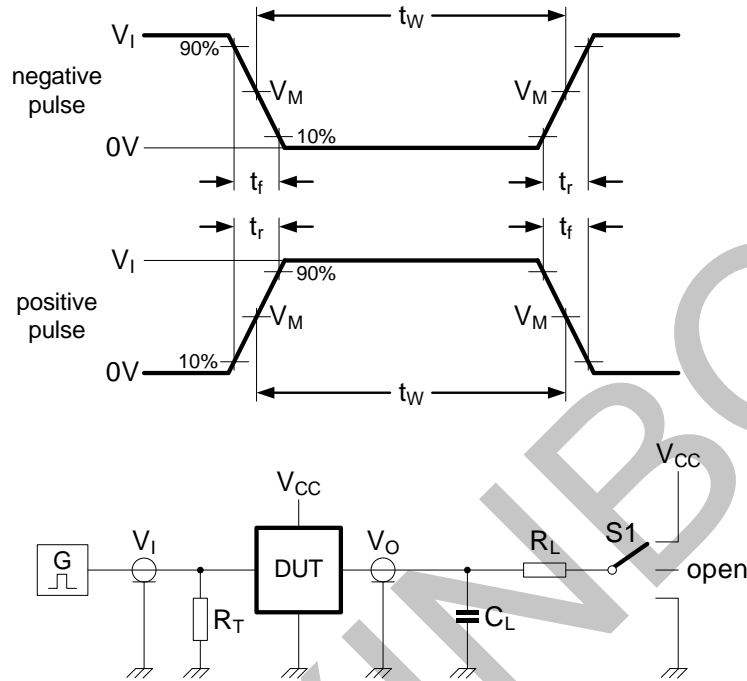 t_W
V_I
90%
negative
pulse
V_M
V_M
10%
0V
t_f
t_r
t_r
t_f
V_I
90%
positive
pulse
V_M
V_M
10%
0V
t_W
V_CC
V_CC
V_I
V_O
R_L
S1
G
DUT
open
R_T
C_L